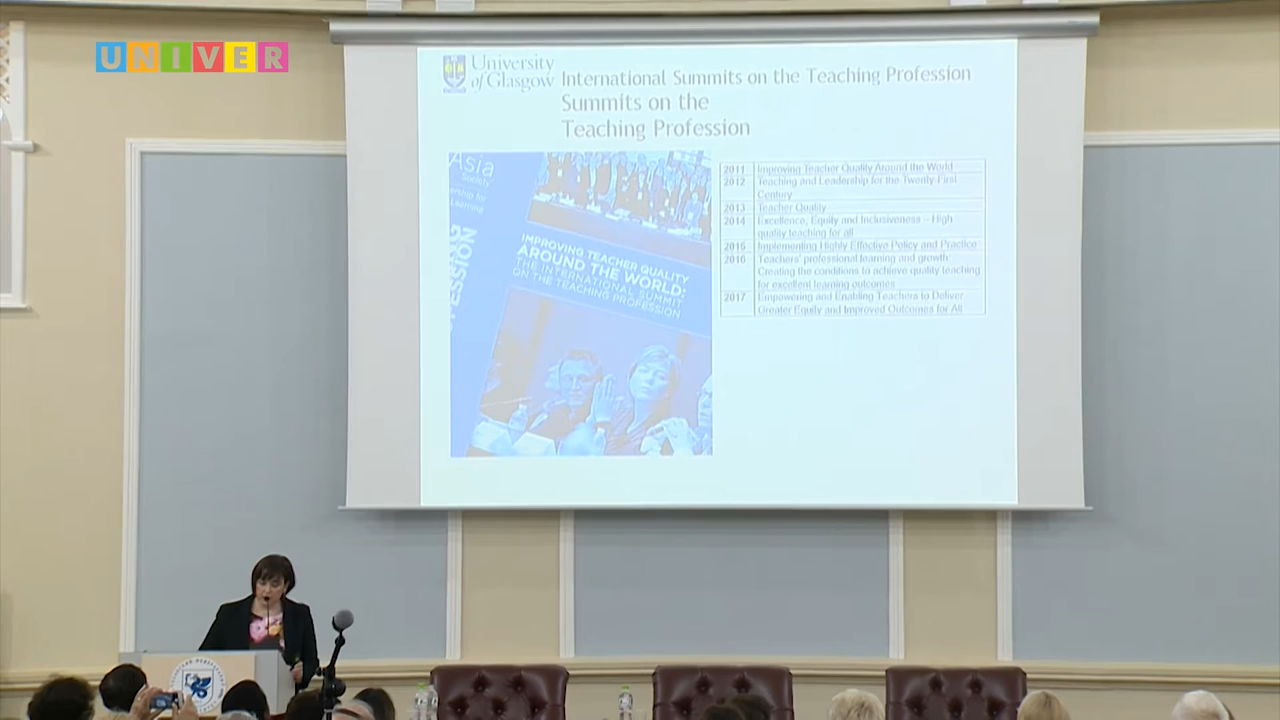 UNIVER
University
of Glasgow
International Summits on the Teaching Profession
Summits on the
Teaching Profession
Asia
Society
Learning
IMPROVING TEACHER QUALITY
AROUND THE WORLD:
THE INTERNATIONAL SUMMIT
ON THE TEACHING PROFESSION
2011 Improving Teacher Quality Around the World
2012 Teaching and Leadership for the Twenty-First
Century
2013 Teacher Quality
2014 Excellence, Equity and Inclusiveness – High
quality teaching for all
2015 Implementing Highly Effective Policy and Practice
2016 Teachers' professional learning and growth:
Creating the conditions to achieve quality teaching
for excellent learning outcomes
2017 Empowering and Enabling Teachers to Deliver
Greater Equity and Improved Outcomes for All